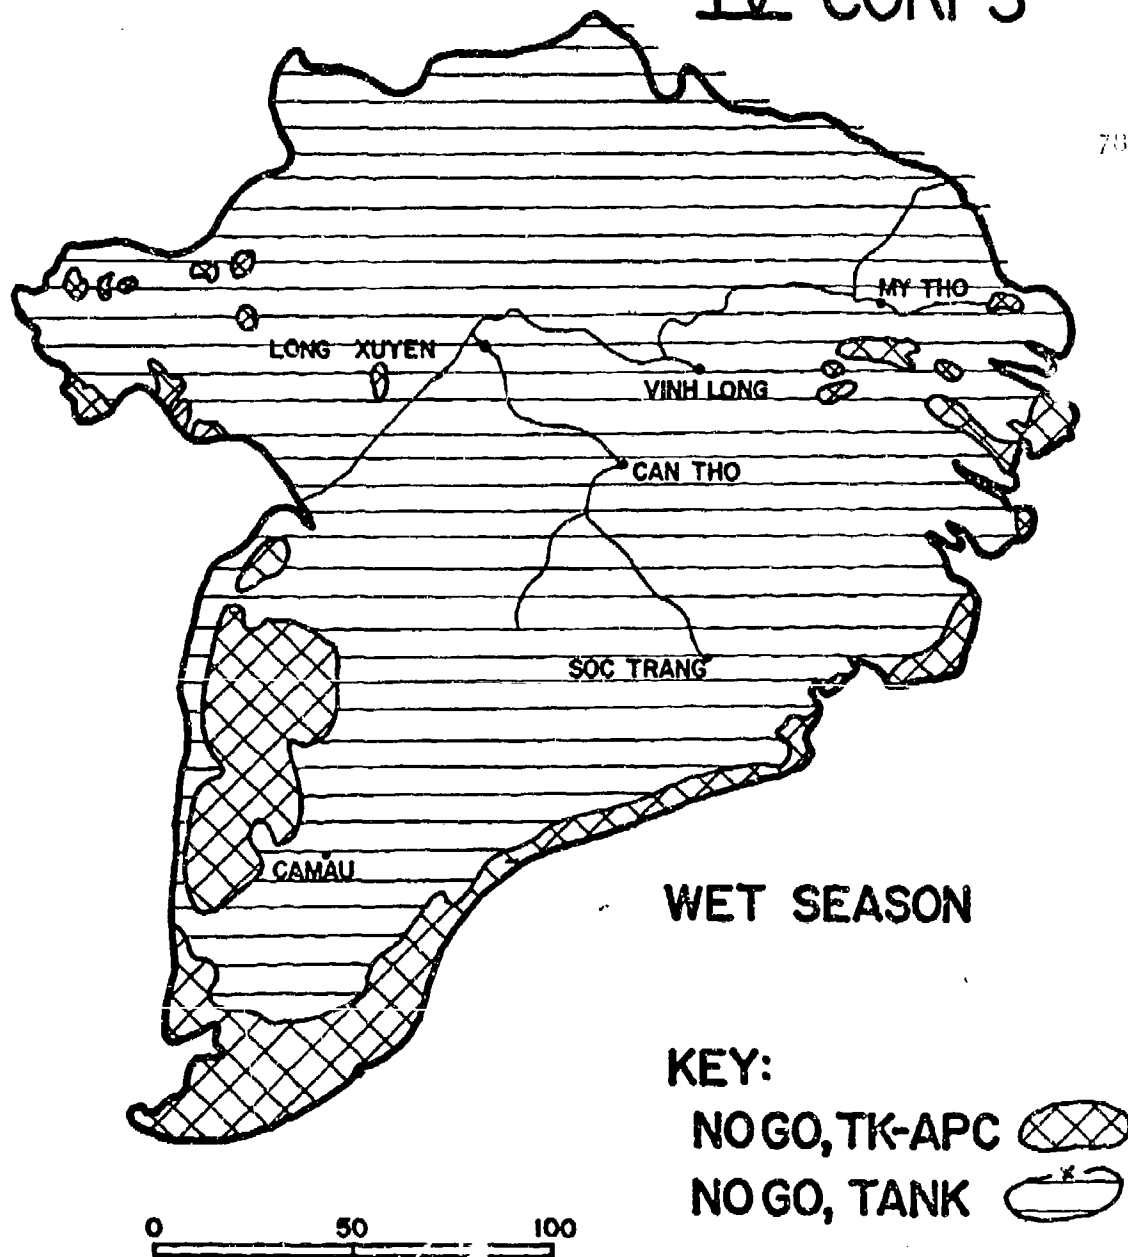 IV CORPS
78
MY THO
LONG XUYEN
VINH LONG
CAN THO
SOC TRANG
CAMAU
WET SEASON
KEY:
NO GO, TK-APC
NO GO, TANK
0 50 100